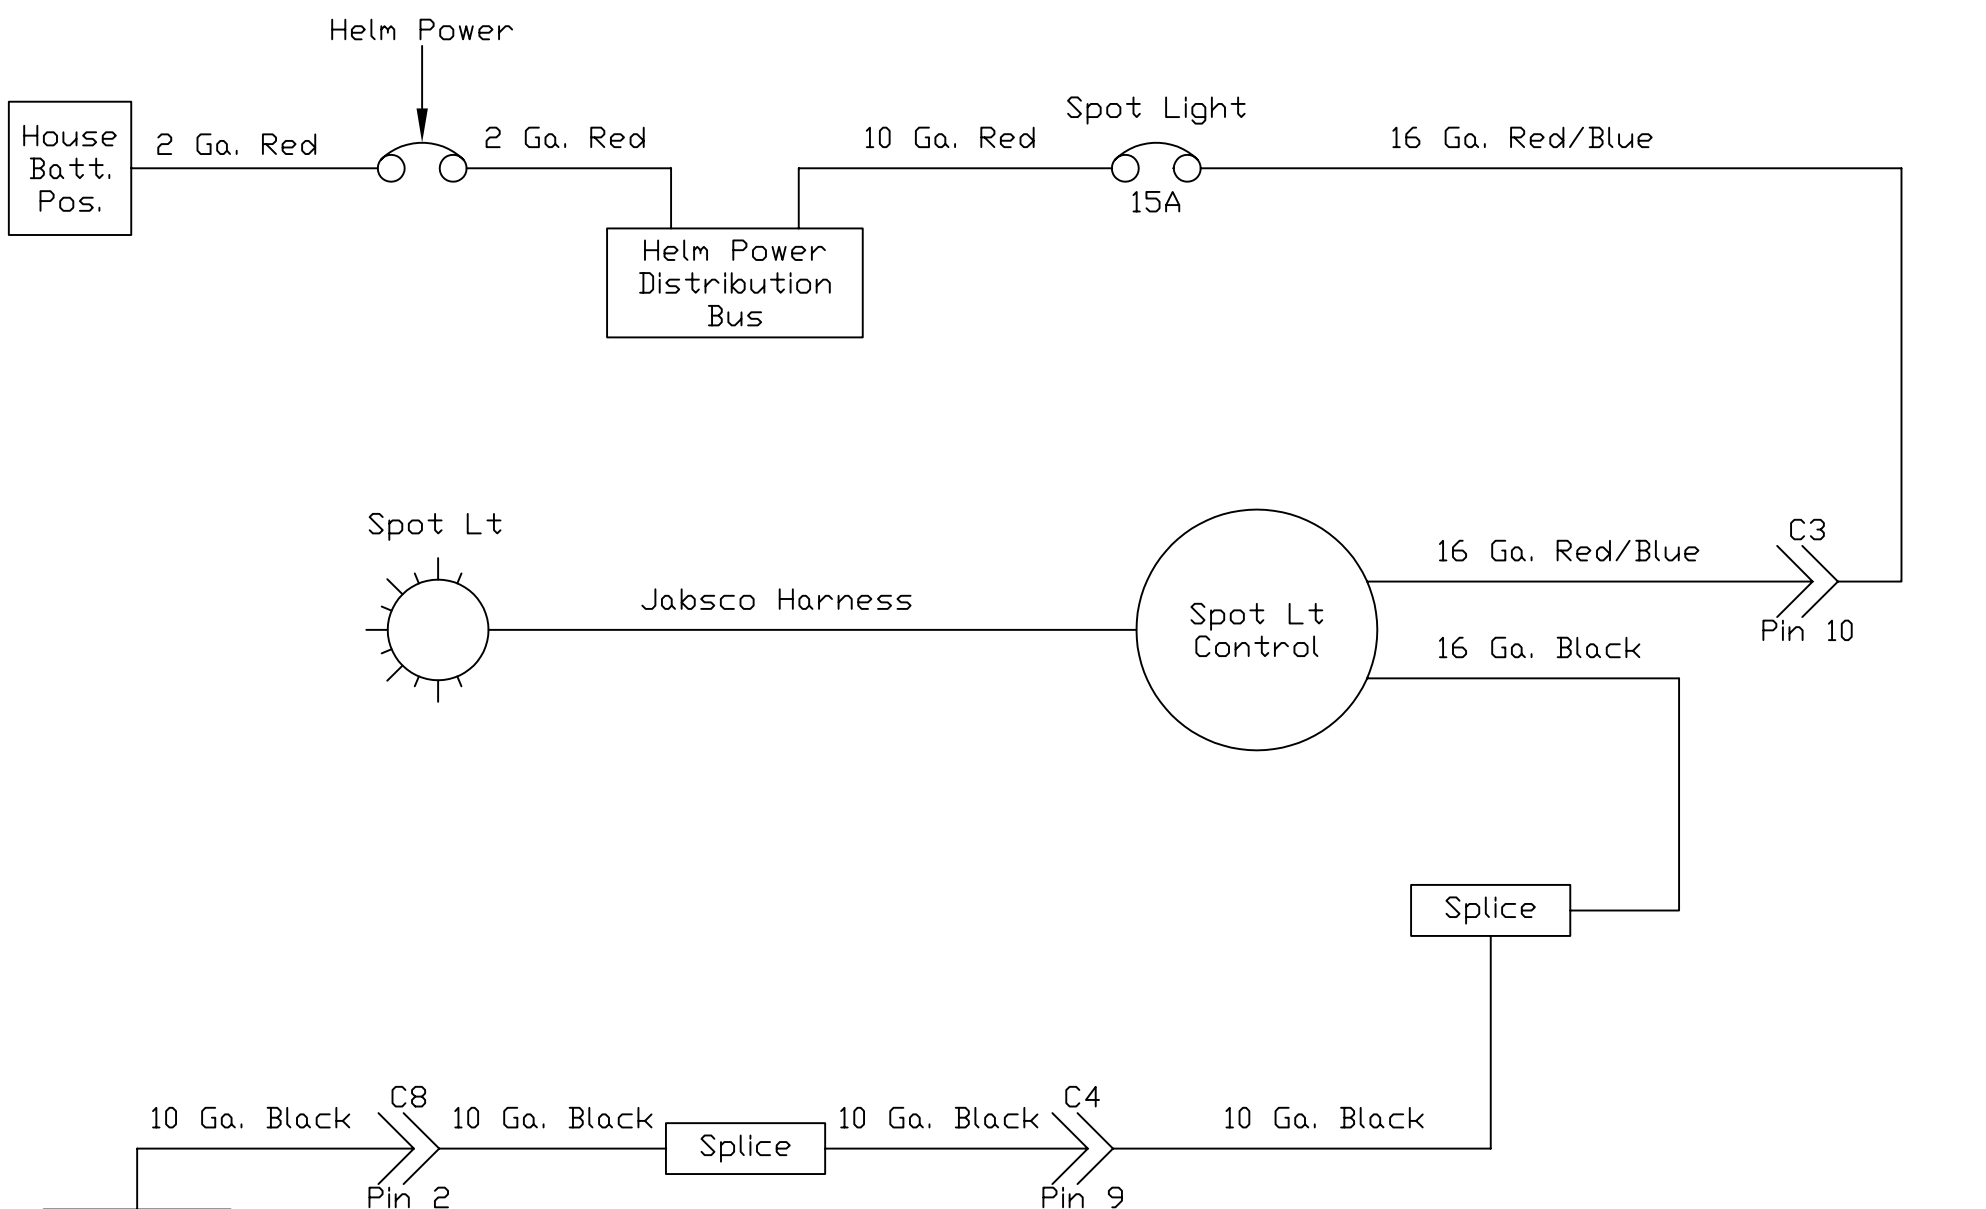 Helm Power
House
Batt.
Pos.
2 Ga. Red
2 Ga. Red
10 Ga. Red
Spot Light
15A
16 Ga. Red/Blue
Helm Power
Distribution
Bus
Spot Lt
Jabsco Harness
Spot Lt
Control
16 Ga. Red/Blue
C3
Pin 10
16 Ga. Black
Splice
10 Ga. Black
C8
Pin 2
10 Ga. Black
Splice
10 Ga. Black
C4
Pin 9
10 Ga. Black